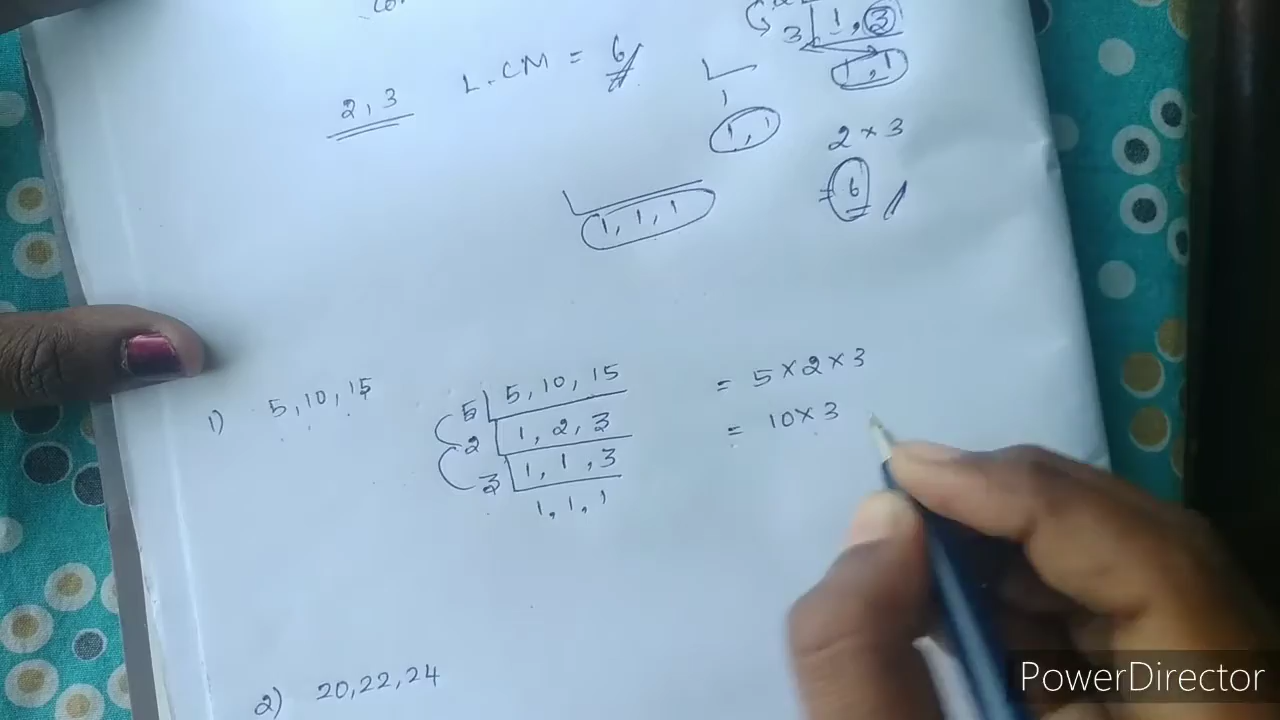 3 | 1, 3
1, 1
L.CM = 6
2, 3
1
1, 1
2 × 3
= 6
1, 1, 1
1) 5, 10, 15
5 | 5, 10, 15
2 | 1, 2, 3
3 | 1, 1, 3
1, 1, 1
= 5 × 2 × 3
= 10 × 3
2) 20, 22, 24
PowerDirector